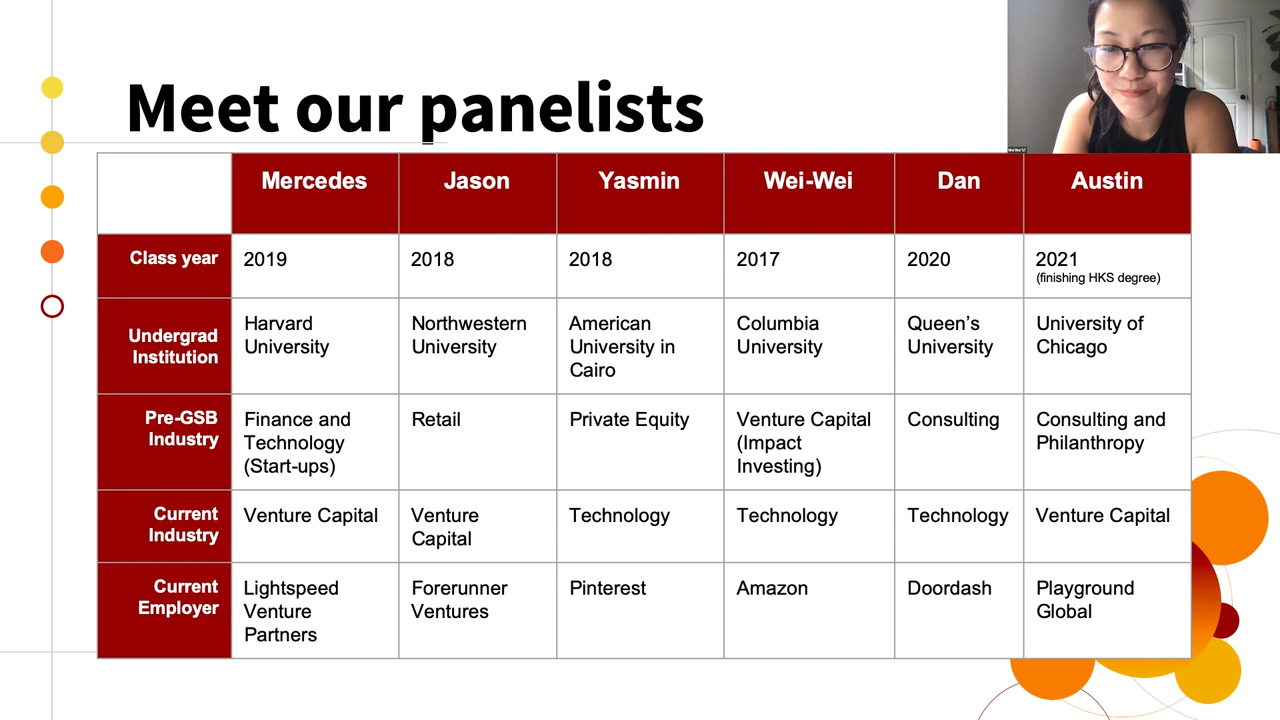 Meet our panelists
Mercedes
Jason
Yasmin
Wei-Wei
Dan
Austin
Class year
2019
2018
2018
2017
2020
2021
(finishing HKS degree)
Undergrad
Institution
Harvard
University
Northwestern
University
American
University in
Cairo
Columbia
University
Queen’s
University
University of
Chicago
Pre-GSB
Industry
Finance and
Technology
(Start-ups)
Retail
Private Equity
Venture Capital
(Impact
Investing)
Consulting
Consulting and
Philanthropy
Current
Industry
Venture Capital
Venture
Capital
Technology
Technology
Technology
Venture Capital
Current
Employer
Lightspeed
Venture
Partners
Forerunner
Ventures
Pinterest
Amazon
Doordash
Playground
Global